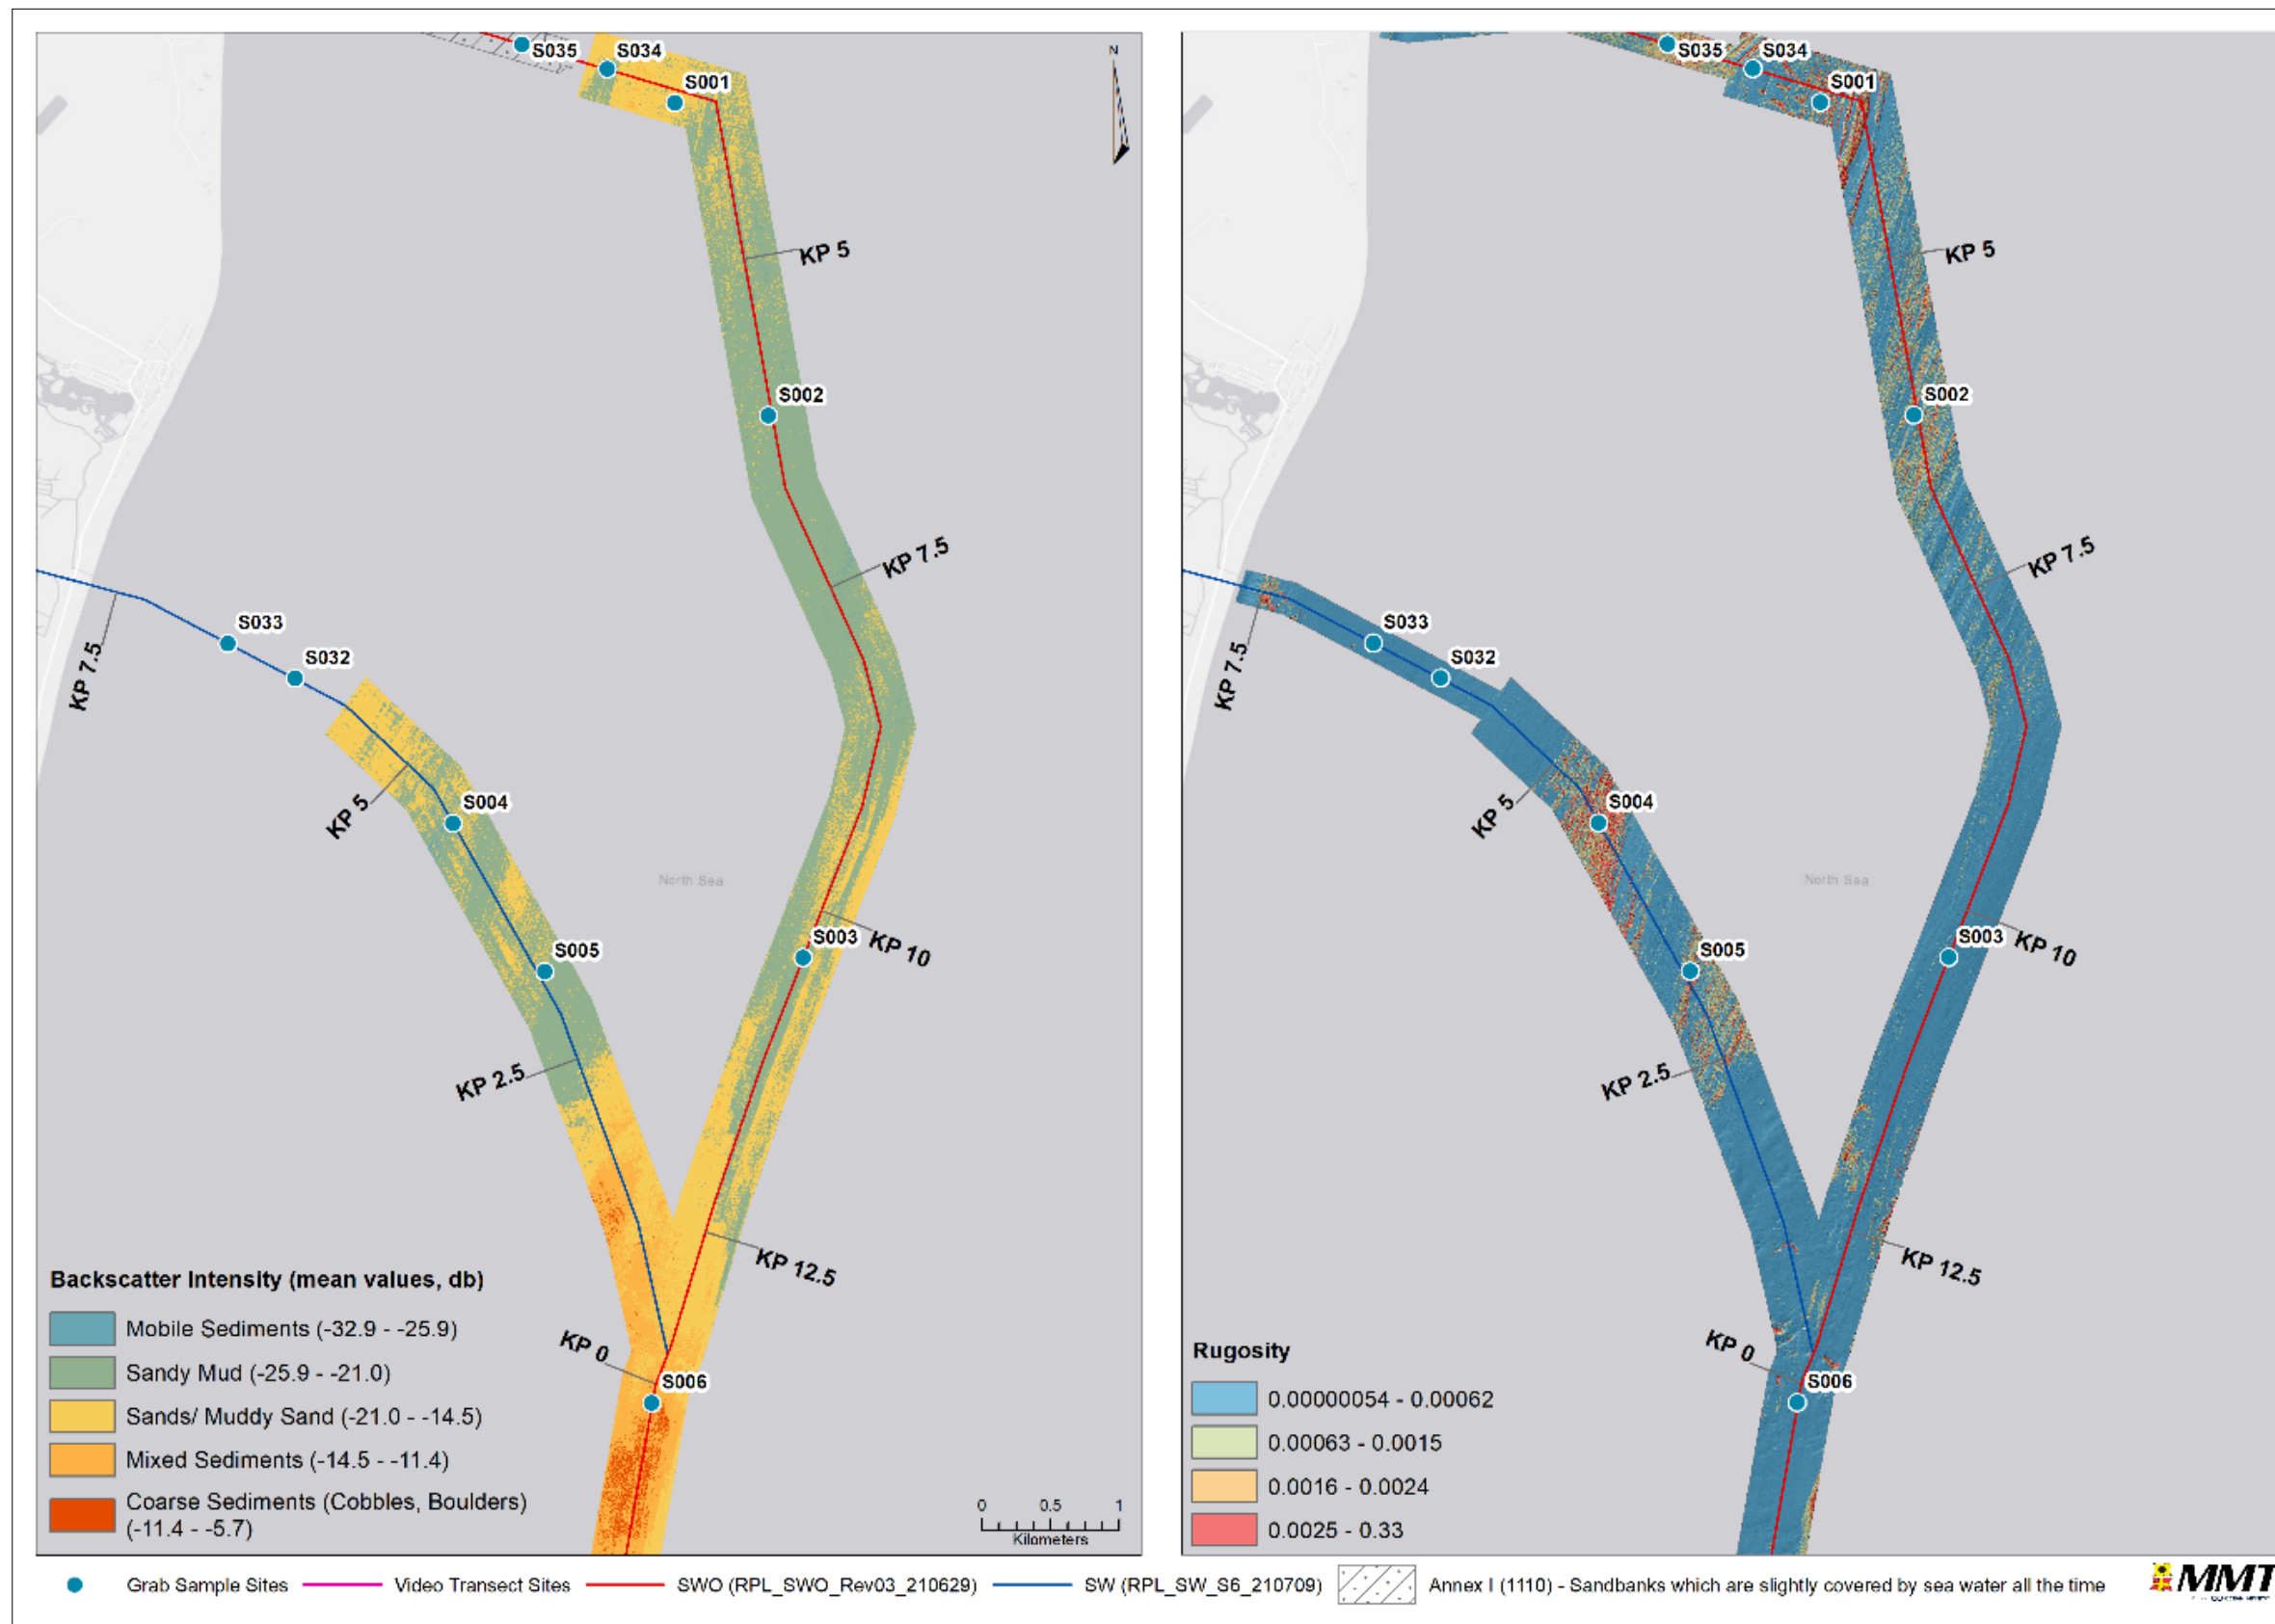 S035
S034
S001
N
KP 5
S002
KP 7.5
S033
S032
KP 7.5
KP 5
S004
North Sea
S005
S003
KP 10
KP 2.5
KP 12.5
KP 0
S006
Backscatter Intensity (mean values, db)
Mobile Sediments (-32.9 - -25.9)
Sandy Mud (-25.9 - -21.0)
Sands/ Muddy Sand (-21.0 - -14.5)
Mixed Sediments (-14.5 - -11.4)
Coarse Sediments (Cobbles, Boulders)
(-11.4 - -5.7)
0 0.5 1
Kilometers
S035
S034
S001
KP 5
S002
KP 7.5
S033
S032
KP 7.5
KP 5
S004
North Sea
S005
S003
KP 10
KP 2.5
KP 12.5
KP 0
S006
Rugosity
0.00000054 - 0.00062
0.00063 - 0.0015
0.0016 - 0.0024
0.0025 - 0.33
Grab Sample Sites
Video Transect Sites
SWO (RPL_SWO_Rev03_210629)
SW (RPL_SW_S6_210709)
Annex I (1110) - Sandbanks which are slightly covered by sea water all the time
MMT